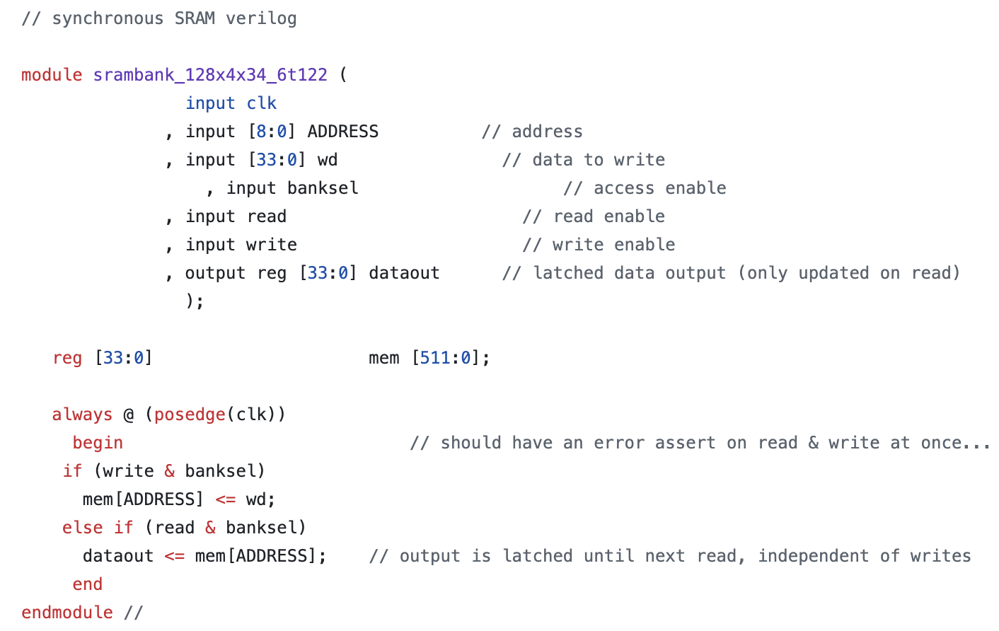 // synchronous SRAM verilog
module srambank_128x4x34_6t122 (
input clk
, input [8:0] ADDRESS // address
, input [33:0] wd // data to write
, input banksel // access enable
, input read // read enable
, input write // write enable
, output reg [33:0] dataout // latched data output (only updated on read)
);
reg [33:0] mem [511:0];
always @ (posedge(clk))
begin // should have an error assert on read & write at once...
if (write & banksel)
mem[ADDRESS] <= wd;
else if (read & banksel)
dataout <= mem[ADDRESS]; // output is latched until next read, independent of writes
end
endmodule //